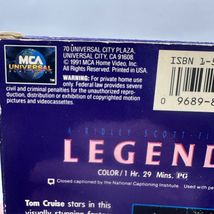 70 UNIVERSAL CITY PLAZA,
UNIVERSAL CITY, CA 91608.
© 1991 MCA Home Video, Inc.
All Rights Reserved. Printed in USA.
MCA
UNIVERSAL
WARNING: For private home use
only. Federal law provides severe
civil and criminal penalties for the unauthorized reproduction,
distribution or exhibition of copyrighted motion
pictures and videocassettes.
ISBN 1-5
0 9689-8
A RIDLEY SCOTT FI
LEGEND
COLOR/1 Hr. 29 Mins. PG
Closed captioned by the National Captioning Institute. Used with pe
Tom Cruise stars in this
visually stunning fantas